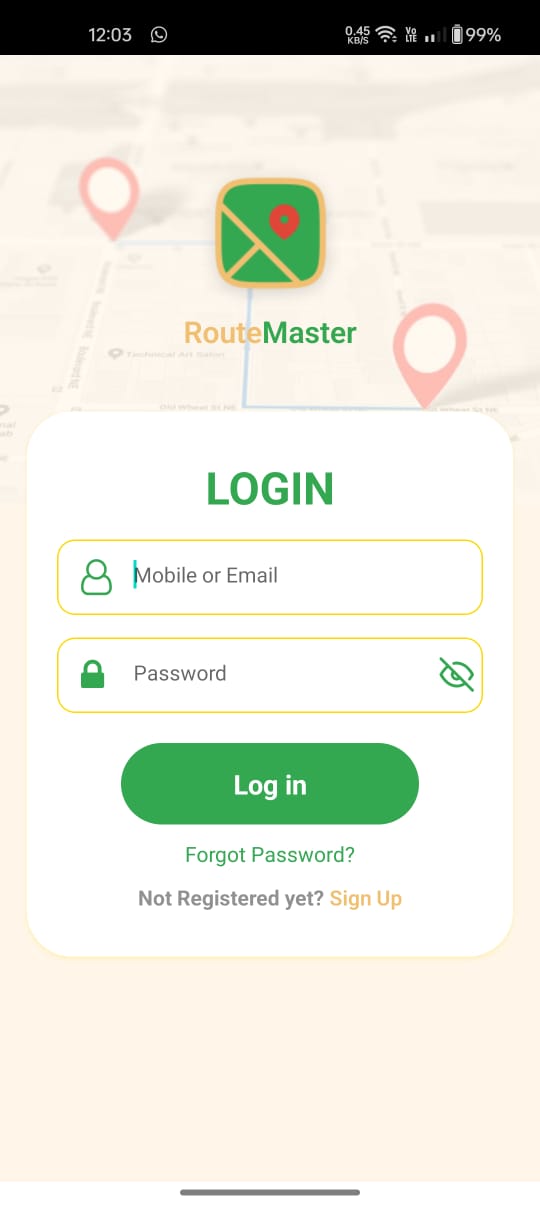 12:03
0.45 KB/S
Vo LTE
99%
Technical Art Salon
RouteMaster
Old Wheat St NE
LOGIN
Mobile or Email
Password
Log in
Forgot Password?
Not Registered yet? Sign Up